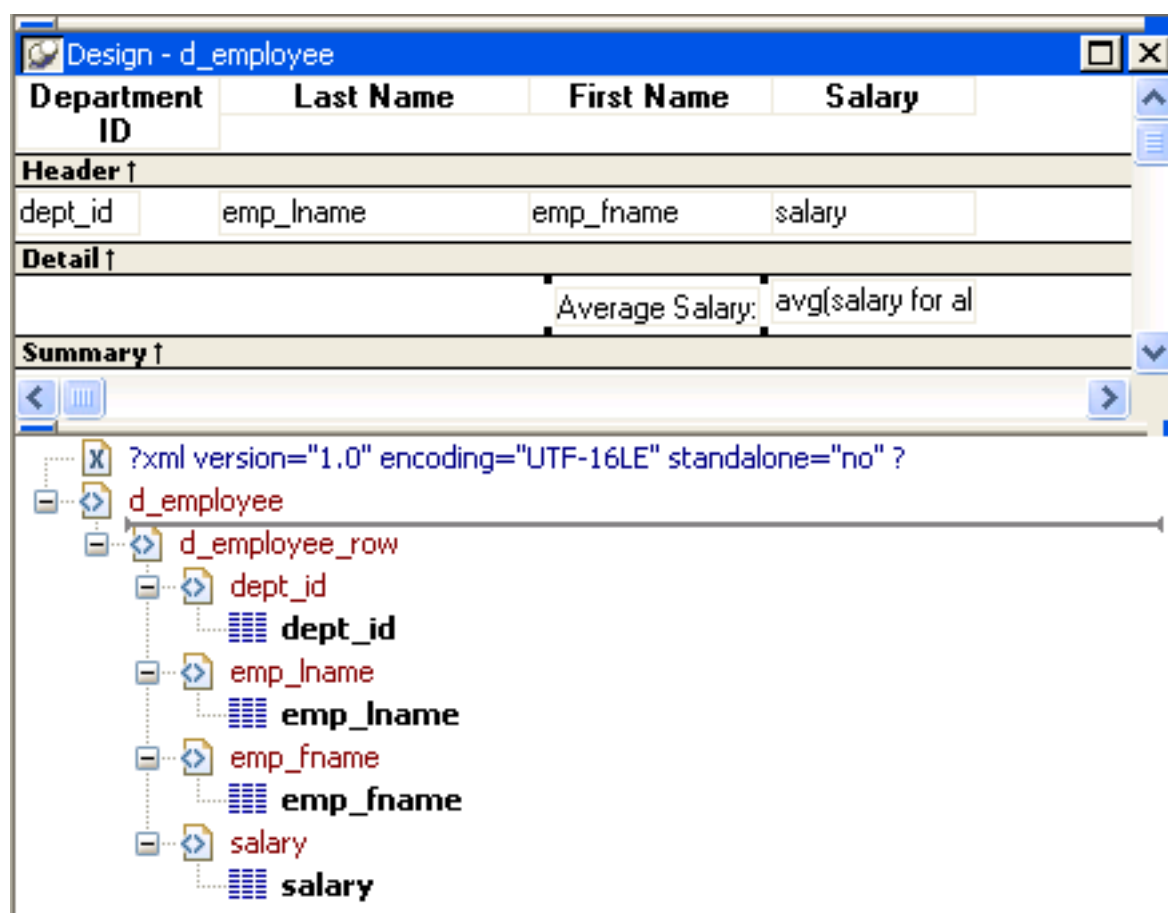 Design - d_employee
Department ID Last Name First Name Salary
Header ↑
dept_id emp_lname emp_fname salary
Detail ↑
Average Salary: avg(salary for al
Summary ↑
?xml version="1.0" encoding="UTF-16LE" standalone="no" ?
d_employee
d_employee_row
dept_id
dept_id
emp_lname
emp_lname
emp_fname
emp_fname
salary
salary